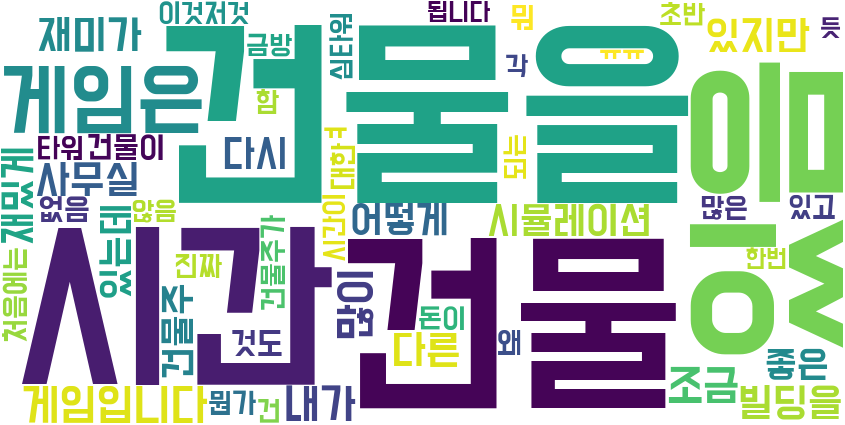 이것저것
됩니다
뭐
초반
듯
재미가
금방
심타워
건물을
ㅠㅠ
있지만
게임은
함
각
있음
타워
건물이
다시
대한
되는
재밌게
사무실
없음
않음
시간이
어떻게
시뮬레이션
많은
있고
처음에는
있는데
시간
건물
진짜
건물주가
한번
건물주
것도
많이
돈이
다른
왜
좋은
조금
게임입니다
뭔가
건
내가
빌딩을